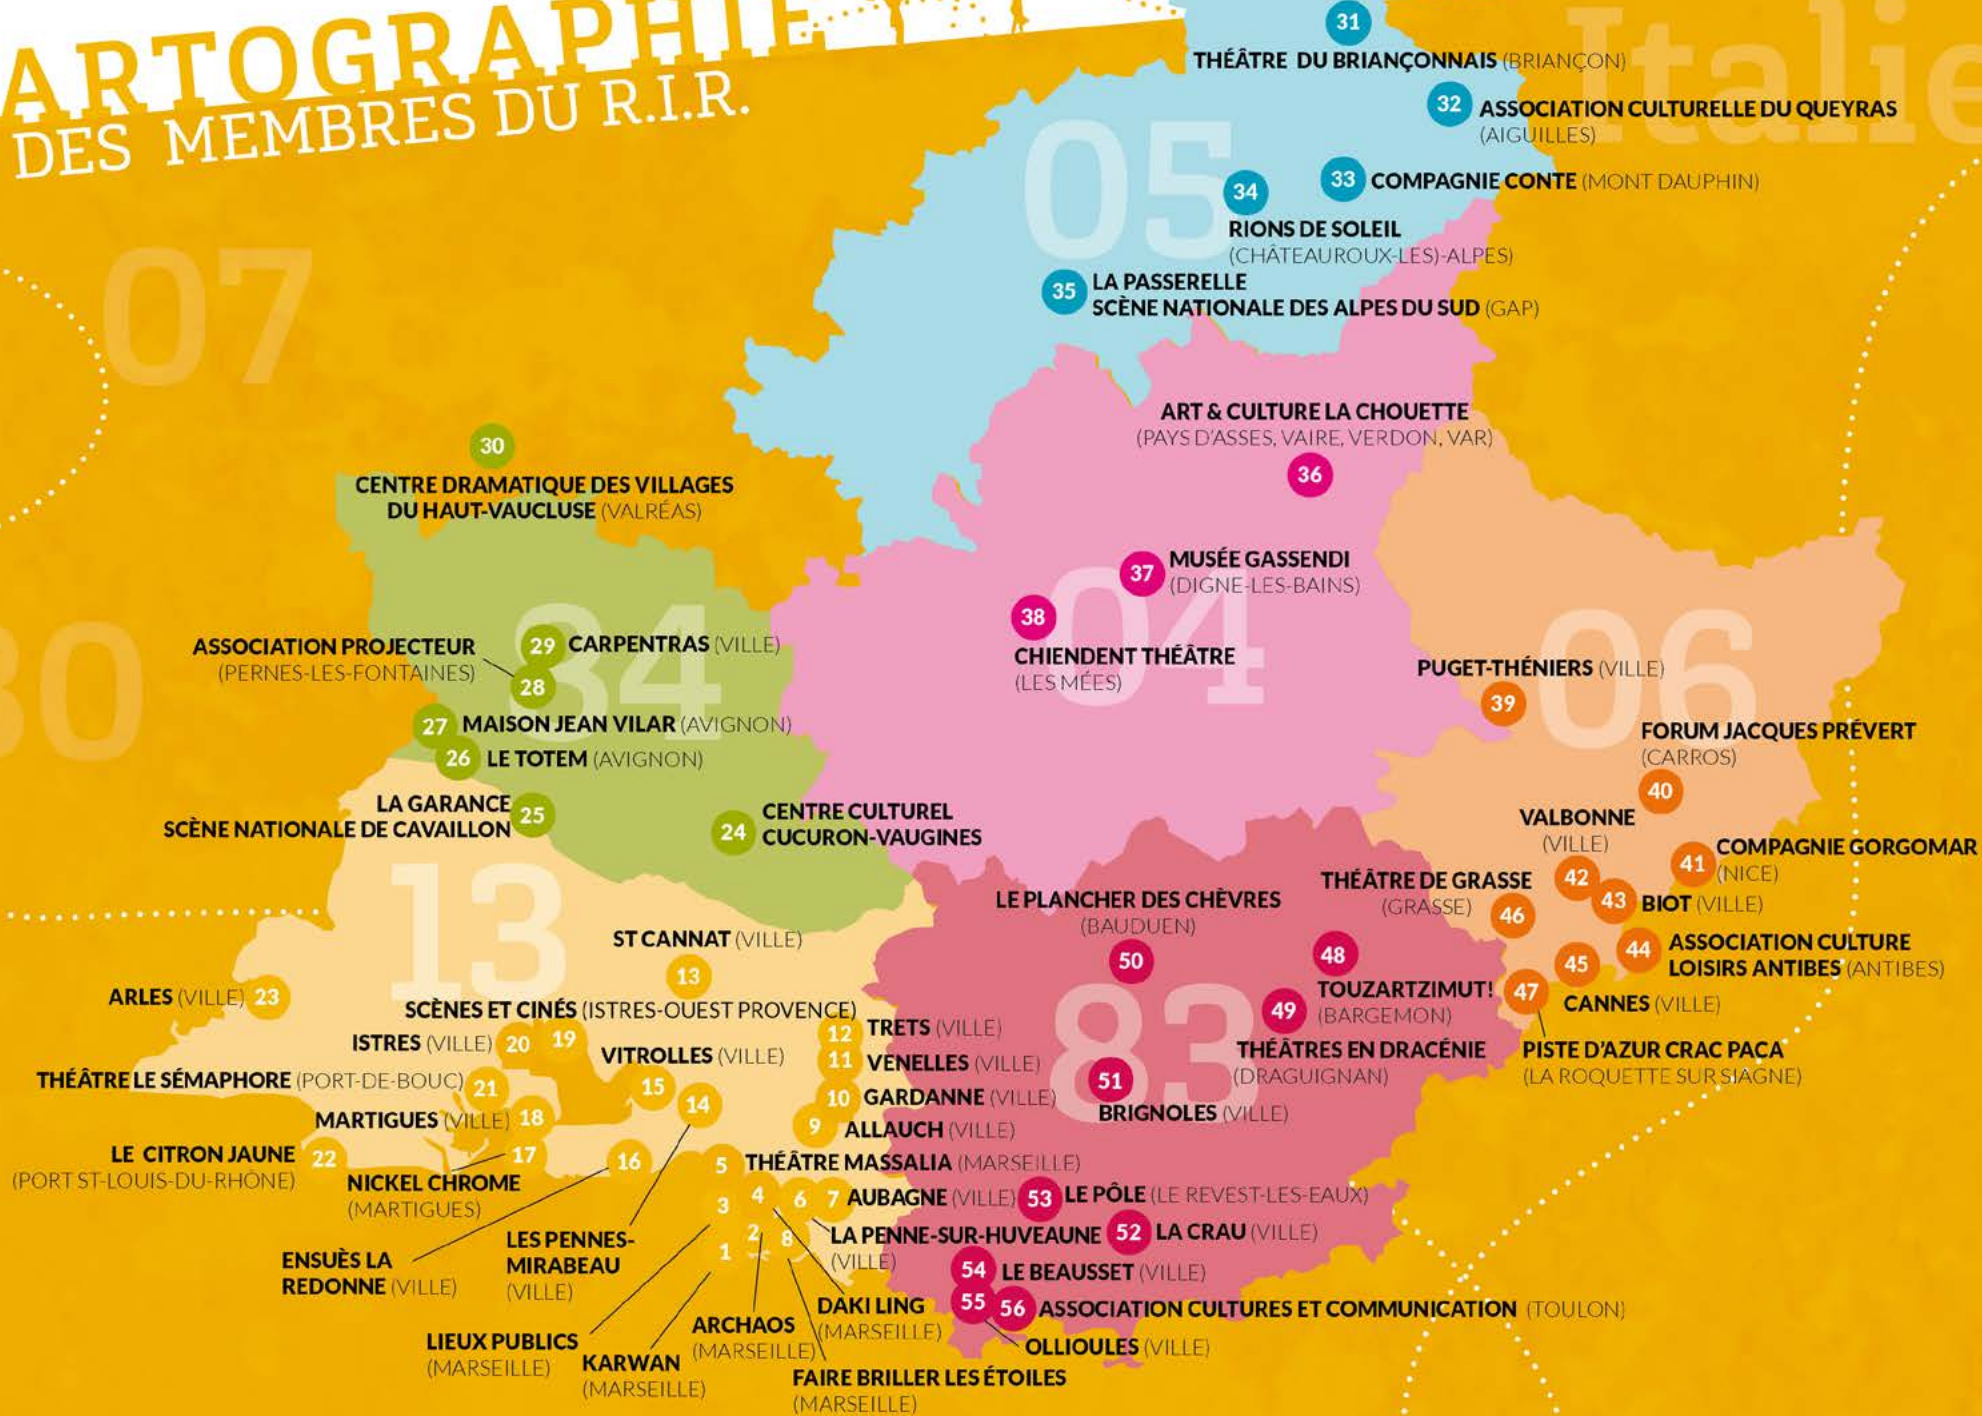 ARTOGRAPHIE
DES MEMBRES DU R.I.R.
Italie
07
05
34
04
06
13
83
30
31
THÉÂTRE DU BRIANÇONNAIS (BRIANÇON)
32 ASSOCIATION CULTURELLE DU QUEYRAS
(AIGUILLES)
33 COMPAGNIE CONTE (MONT DAUPHIN)
34
RIONS DE SOLEIL
(CHÂTEAUROUX-LES)-ALPES)
35 LA PASSERELLE
SCÈNE NATIONALE DES ALPES DU SUD (GAP)
ART & CULTURE LA CHOUETTE
(PAYS D'ASSES, VAIRE, VERDON, VAR)
36
37 MUSÉE GASSENDI
(DIGNE-LES-BAINS)
38
CHIENDENT THÉÂTRE
(LES MÉES)
30
CENTRE DRAMATIQUE DES VILLAGES
DU HAUT-VAUCLUSE (VALRÉAS)
29 CARPENTRAS (VILLE)
ASSOCIATION PROJECTEUR
(PERNES-LES-FONTAINES)
28
27 MAISON JEAN VILAR (AVIGNON)
26 LE TOTEM (AVIGNON)
LA GARANCE
SCÈNE NATIONALE DE CAVAILLON
25
24 CENTRE CULTUREL
CUCURON-VAUGINES
PUGET-THÉNIERS (VILLE)
39
FORUM JACQUES PRÉVERT
(CARROS)
40
VALBONNE
(VILLE)
42
41 COMPAGNIE GORGOMAR
(NICE)
43 BIOT (VILLE)
THÉÂTRE DE GRASSE
(GRASSE)
46
44 ASSOCIATION CULTURE
LOISIRS ANTIBES (ANTIBES)
45
CANNES (VILLE)
47
PISTE D'AZUR CRAC PACA
(LA ROQUETTE SUR SIAGNE)
LE PLANCHER DES CHÈVRES
(BAUDUEN)
50
48
TOUZARTZIMUT!
(BARGEMON)
49
THÉÂTRES EN DRACÉNIE
(DRAGUIGNAN)
51
BRIGNOLES (VILLE)
ST CANNAT (VILLE)
13
ARLES (VILLE) 23
SCÈNES ET CINÉS (ISTRES-OUEST PROVENCE)
19
ISTRES (VILLE) 20
VITROLLES (VILLE)
15
12 TRETS (VILLE)
11 VENELLES (VILLE)
10 GARDANNE (VILLE)
9 ALLAUCH (VILLE)
THÉÂTRE LE SÉMAPHORE (PORT-DE-BOUC) 21
MARTIGUES (VILLE) 18
14
LE CITRON JAUNE 22
(PORT ST-LOUIS-DU-RHÔNE)
17
NICKEL CHROME
(MARTIGUES)
16
5 THÉÂTRE MASSALIA (MARSEILLE)
3
4
6
7 AUBAGNE (VILLE)
53 LE PÔLE (LE REVEST-LES-EAUX)
LA PENNE-SUR-HUVEAUNE
(VILLE)
52 LA CRAU (VILLE)
2
8
1
ENSUÈS LA
REDONNE (VILLE)
LES PENNES-
MIRABEAU
(VILLE)
54 LE BEAUSSET (VILLE)
55
56 ASSOCIATION CULTURES ET COMMUNICATION (TOULON)
OLLIOULES (VILLE)
DAKI LING
(MARSEILLE)
ARCHAOS
(MARSEILLE)
LIEUX PUBLICS
(MARSEILLE)
KARWAN
(MARSEILLE)
FAIRE BRILLER LES ÉTOILES
(MARSEILLE)